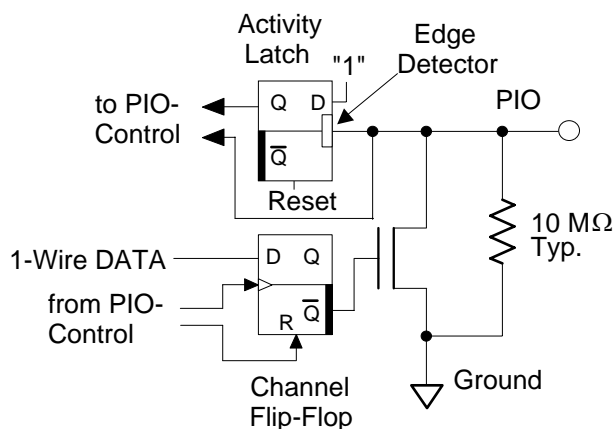 Activity
Latch
"1"
Edge
Detector
Q
D
to PIO-
Control
PIO
Q̅
Reset
10 MΩ
Typ.
1-Wire DATA
D
Q
from PIO-
Control
R
Q̅
Ground
Channel
Flip-Flop